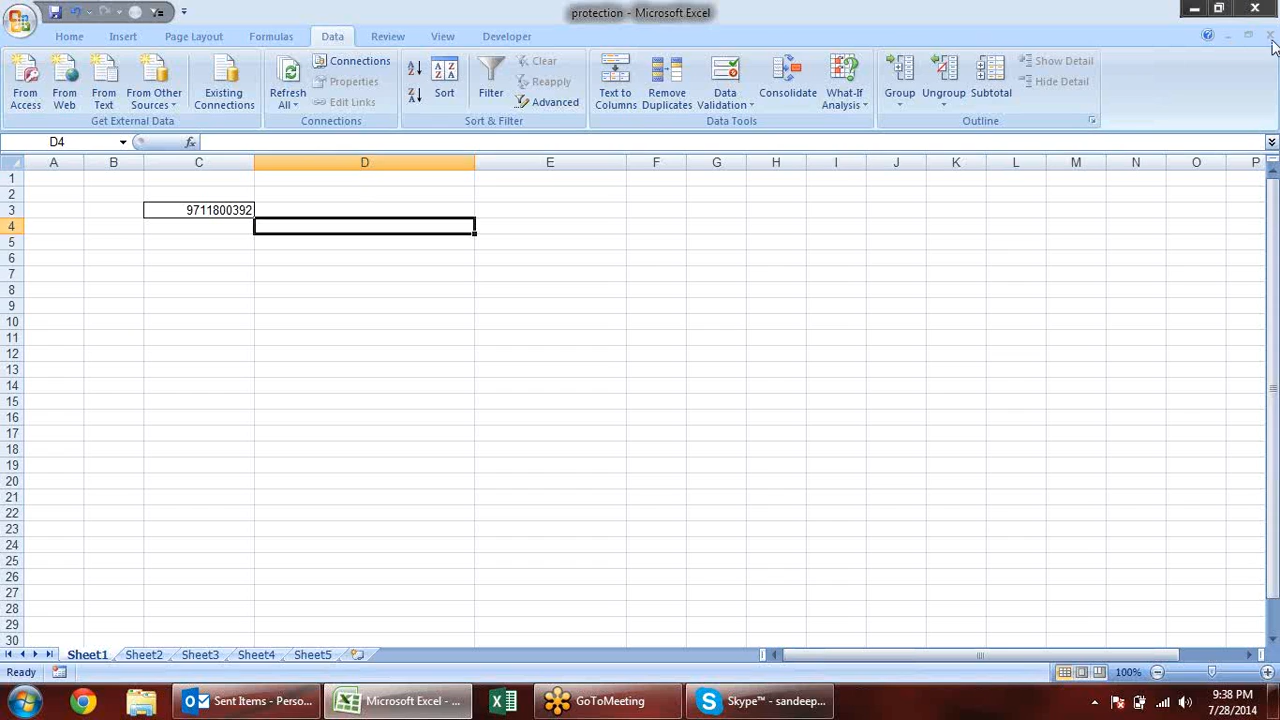 protection - Microsoft Excel
Home Insert Page Layout Formulas Data Review View Developer
From Access
From Web
From Text
From Other Sources
Existing Connections
Get External Data
Refresh All
Connections
Properties
Edit Links
Connections
Sort
Filter
Clear
Reapply
Advanced
Sort & Filter
Text to Columns
Remove Duplicates
Data Validation
Consolidate
What-If Analysis
Data Tools
Group
Ungroup
Subtotal
Show Detail
Hide Detail
Outline
D4 fx
A B C D E F G H I J K L M N O P
1
2
3 9711800392
4
5
6
7
8
9
10
11
12
13
14
15
16
17
18
19
20
21
22
23
24
25
26
27
28
29
30
Sheet1 Sheet2 Sheet3 Sheet4 Sheet5
Ready 100%
Sent Items - Perso... Microsoft Excel - ... GoToMeeting Skype™ - sandeep... 9:38 PM
7/28/2014